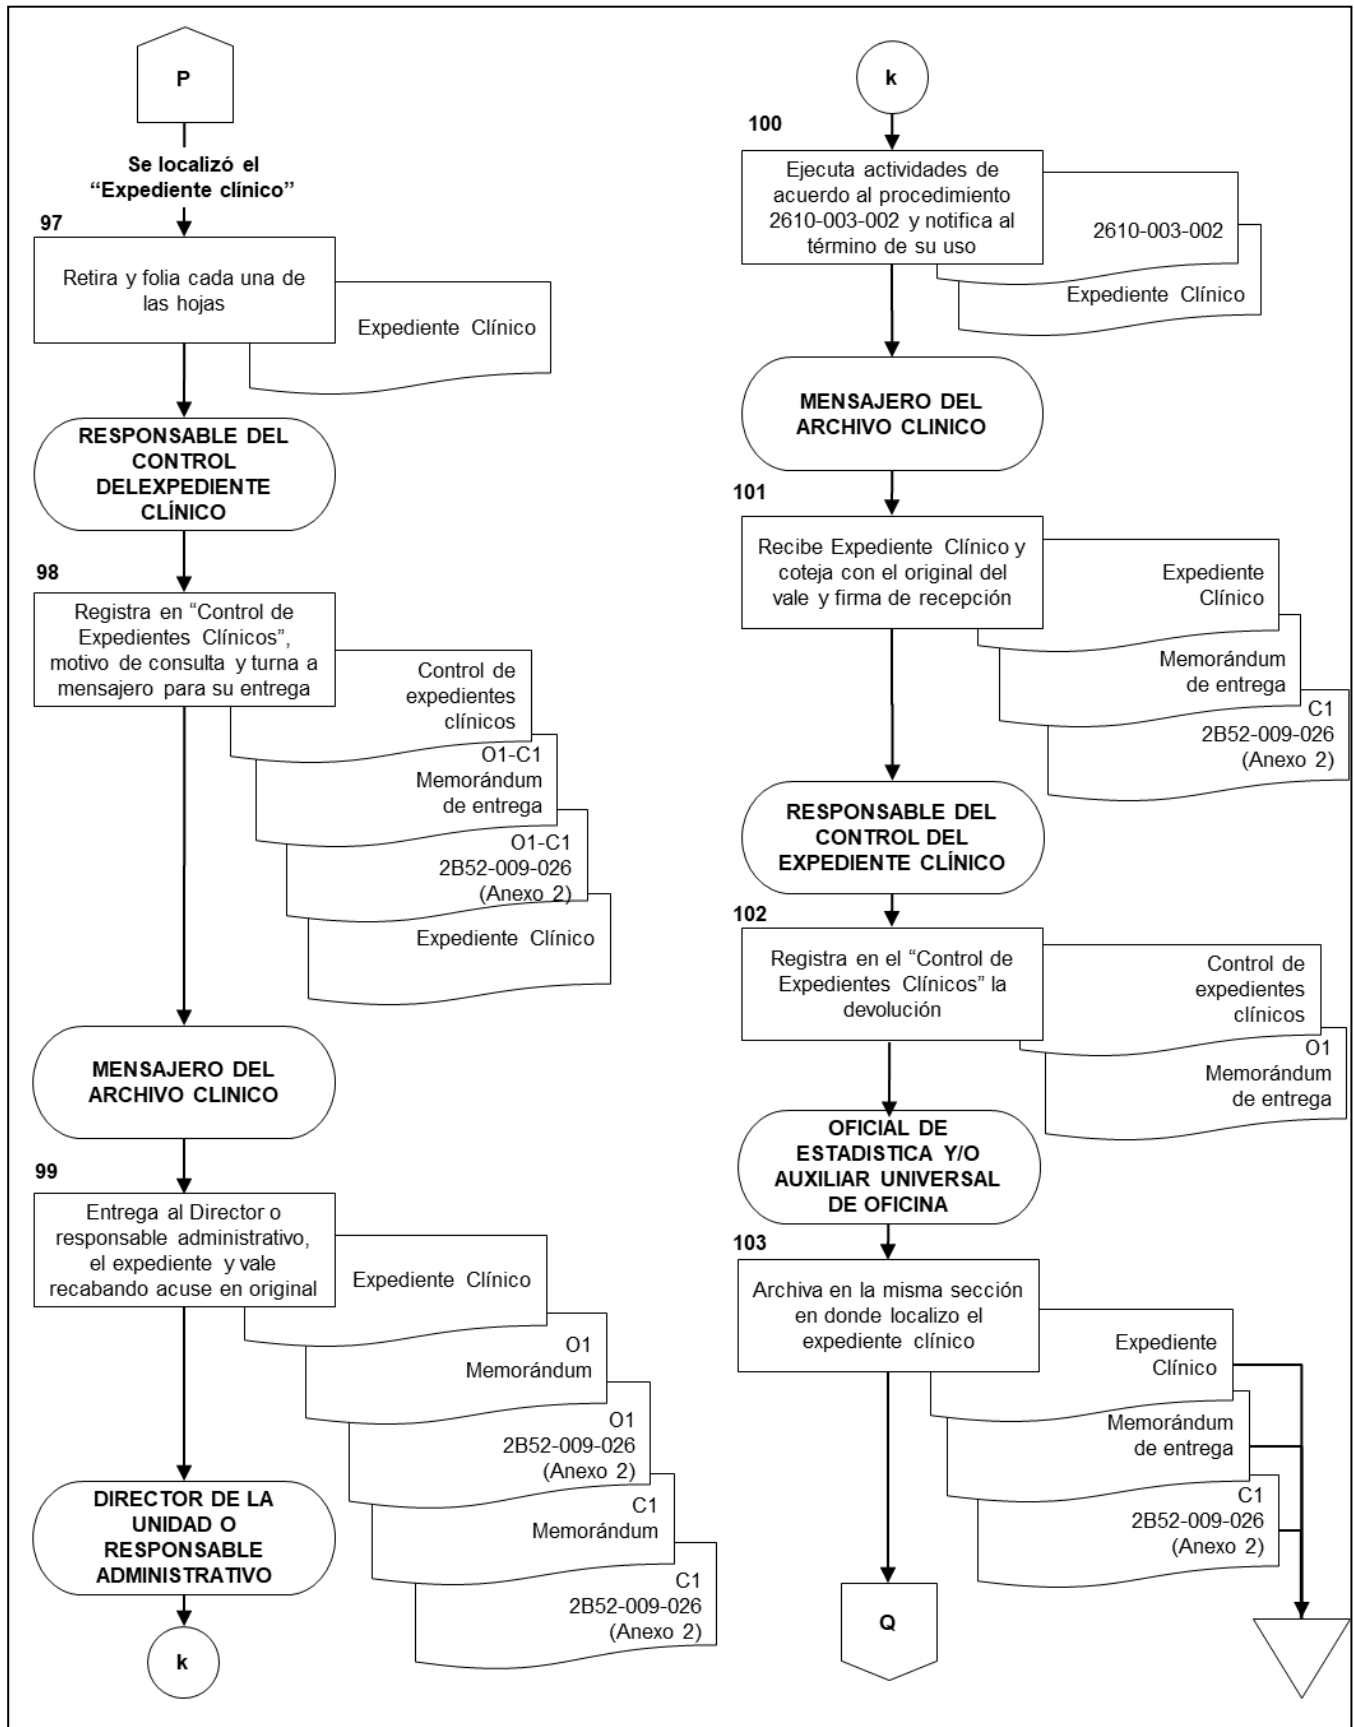 P
Se localizó el
“Expediente clínico”
97
Retira y folia cada una de
las hojas
Expediente Clínico
RESPONSABLE DEL
CONTROL
DELEXPEDIENTE
CLÍNICO
98
Registra en “Control de
Expedientes Clínicos”,
motivo de consulta y turna a
mensajero para su entrega
Control de
expedientes
clínicos
O1-C1
Memorándum
de entrega
O1-C1
2B52-009-026
(Anexo 2)
Expediente Clínico
MENSAJERO DEL
ARCHIVO CLINICO
99
Entrega al Director o
responsable administrativo,
el expediente y vale
recabando acuse en original
Expediente Clínico
O1
Memorándum
O1
2B52-009-026
(Anexo 2)
C1
Memorándum
C1
2B52-009-026
(Anexo 2)
DIRECTOR DE LA
UNIDAD O
RESPONSABLE
ADMINISTRATIVO
k
k
100
Ejecuta actividades de
acuerdo al procedimiento
2610-003-002 y notifica al
término de su uso
2610-003-002
Expediente Clínico
MENSAJERO DEL
ARCHIVO CLINICO
101
Recibe Expediente Clínico y
coteja con el original del
vale y firma de recepción
Expediente
Clínico
Memorándum
de entrega
C1
2B52-009-026
(Anexo 2)
RESPONSABLE DEL
CONTROL DEL
EXPEDIENTE CLÍNICO
102
Registra en el “Control de
Expedientes Clínicos” la
devolución
Control de
expedientes
clínicos
O1
Memorándum
de entrega
OFICIAL DE
ESTADISTICA Y/O
AUXILIAR UNIVERSAL
DE OFICINA
103
Archiva en la misma sección
en donde localizo el
expediente clínico
Expediente
Clínico
Memorándum
de entrega
C1
2B52-009-026
(Anexo 2)
Q